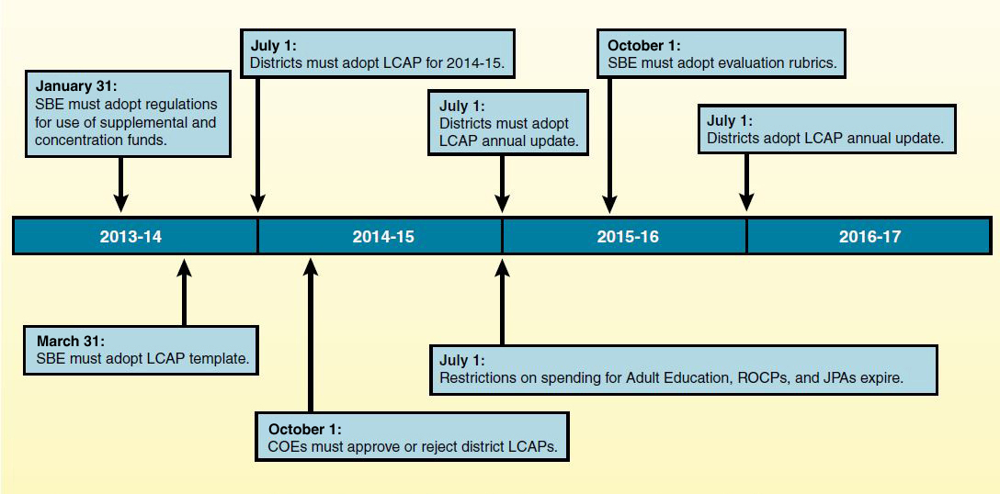 July 1:
Districts must adopt LCAP for 2014-15.
October 1:
SBE must adopt evaluation rubrics.
January 31:
SBE must adopt regulations
for use of supplemental and
concentration funds.
July 1:
Districts must adopt
LCAP annual update.
July 1:
Districts adopt LCAP annual update.
2013-14
2014-15
2015-16
2016-17
March 31:
SBE must adopt LCAP template.
July 1:
Restrictions on spending for Adult Education, ROCPs, and JPAs expire.
October 1:
COEs must approve or reject district LCAPs.